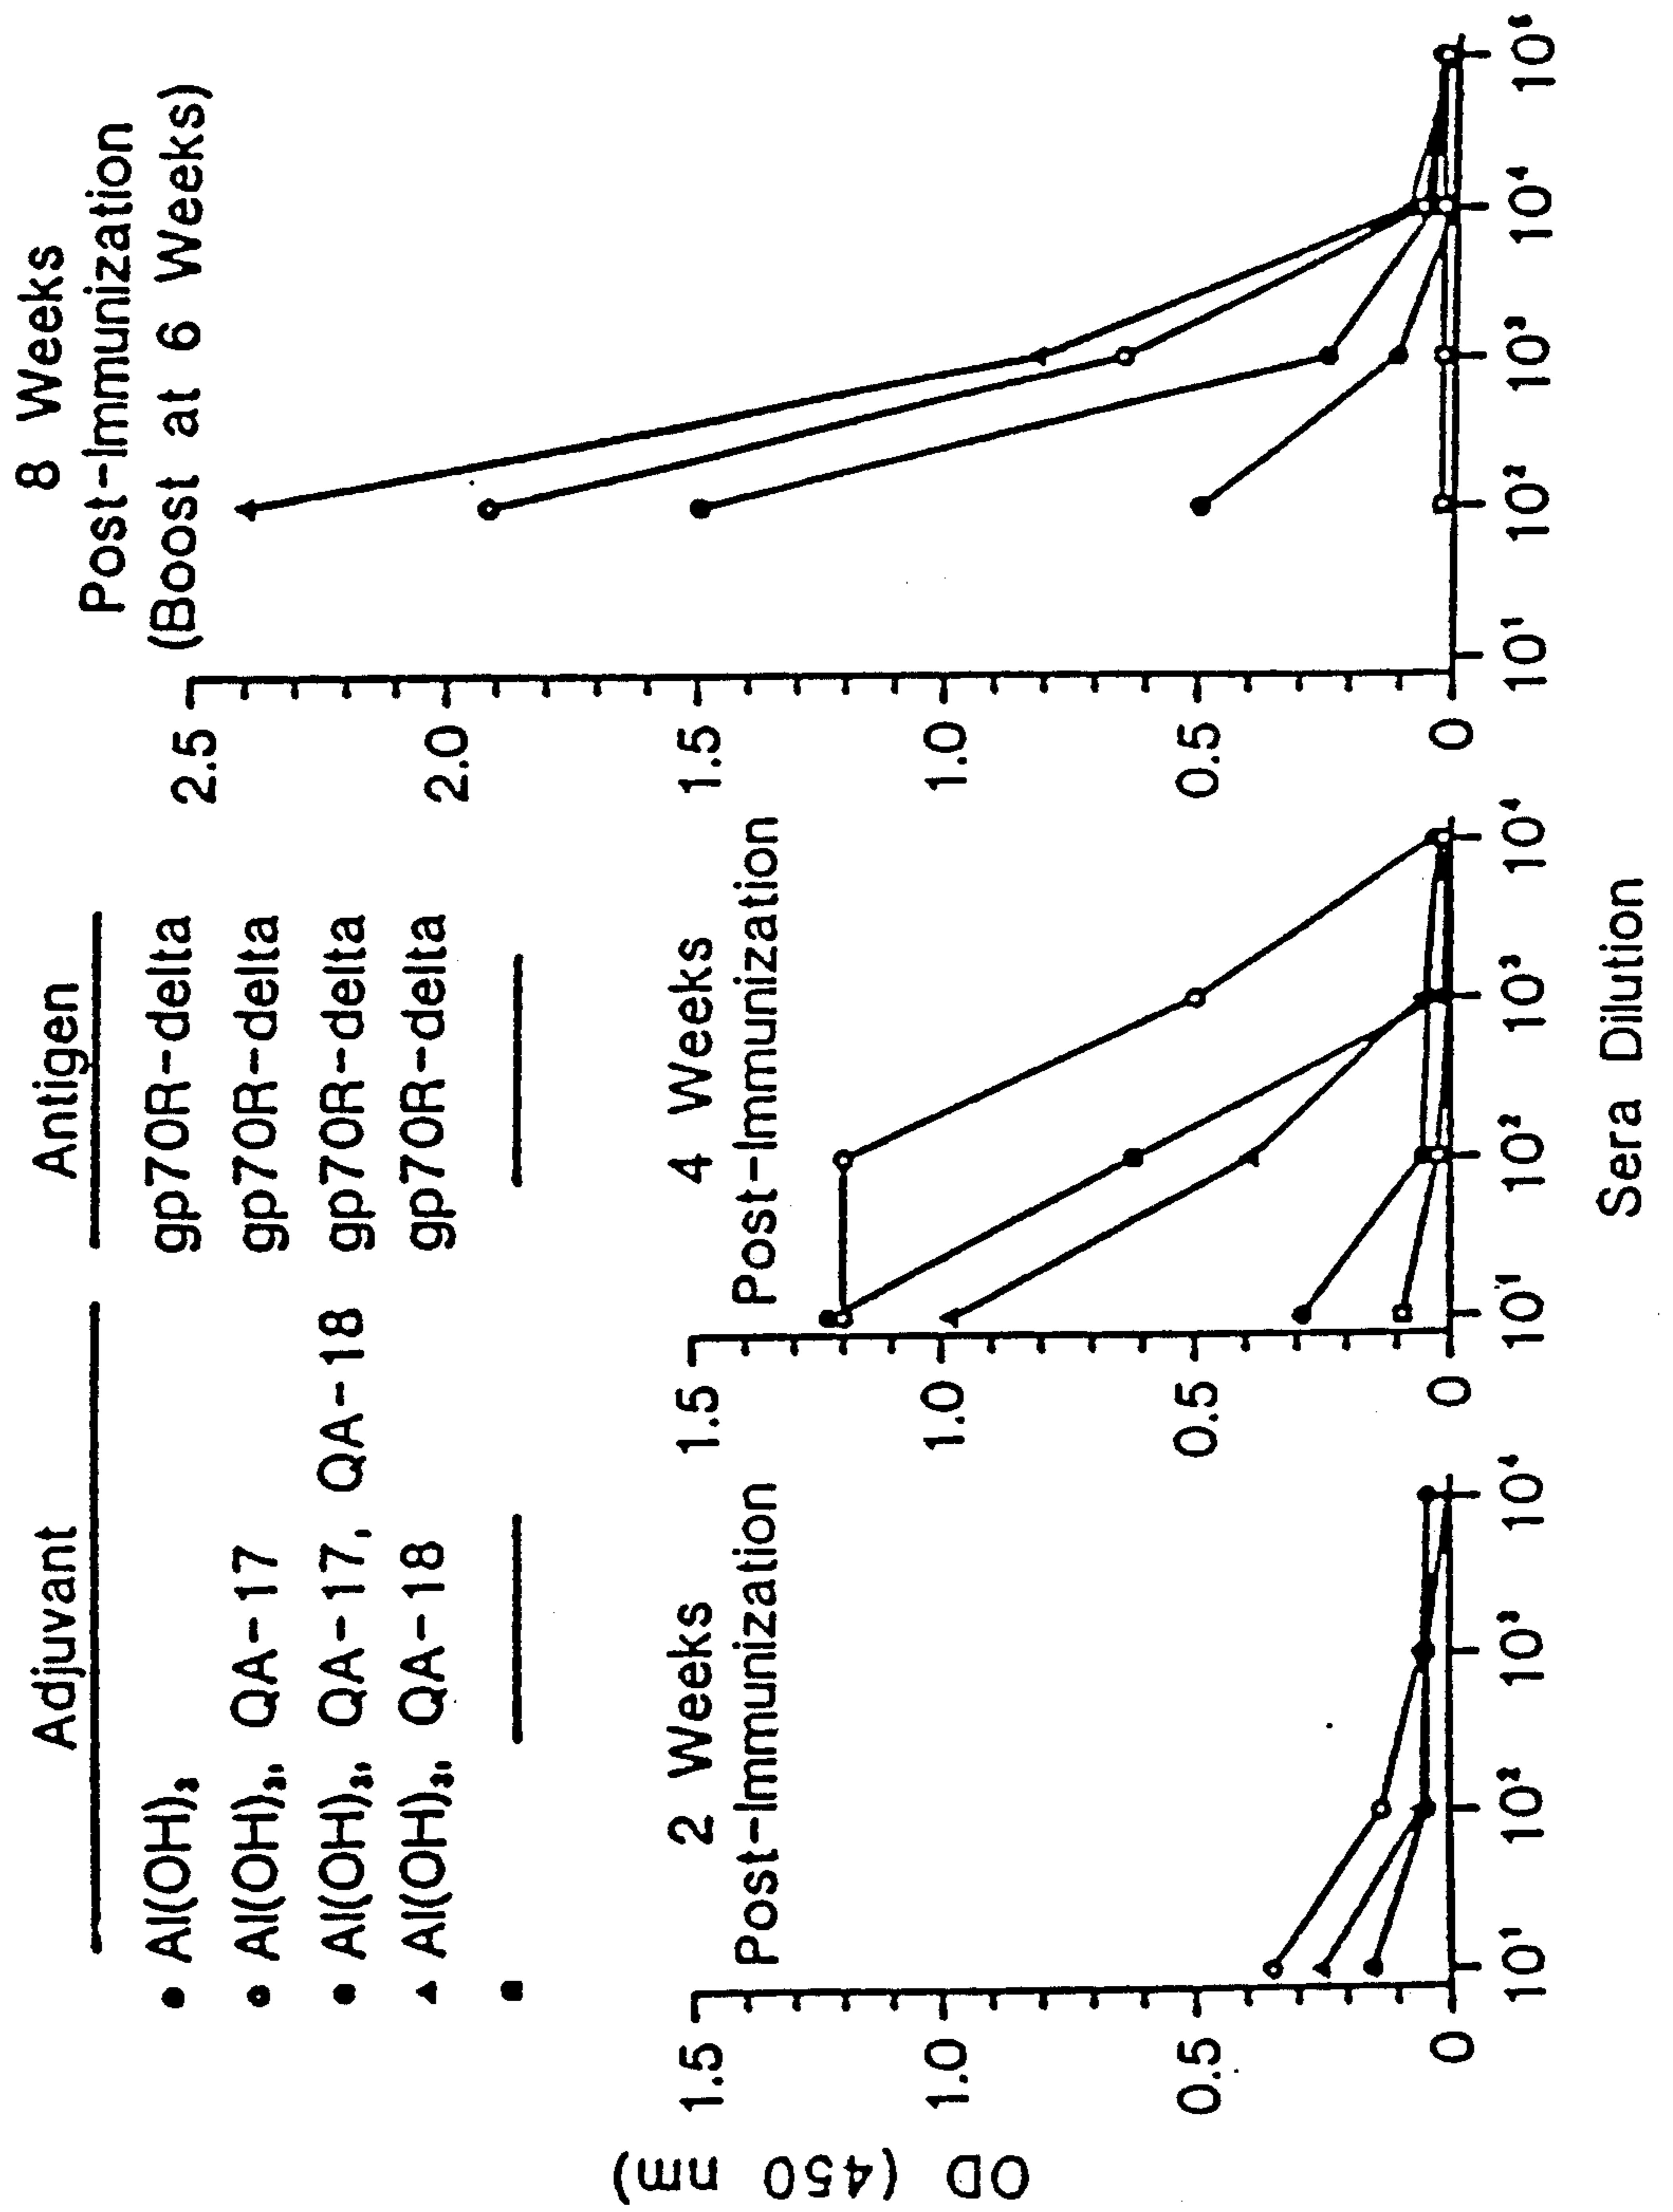 Adjuvant Antigen
Al(OH)₃ gp70R-delta
Al(OH)₃, QA-17 gp70R-delta
Al(OH)₃, QA-17, QA-18 gp70R-delta
Al(OH)₃, QA-18 gp70R-delta
2 Weeks
Post-Immunization
4 Weeks
Post-Immunization
8 Weeks
Post-Immunization
(Boost at 6 Weeks)
OD (450 nm)
1.5
1.0
0.5
0
10¹ 10² 10³ 10⁴
1.5
1.0
0.5
0
10¹ 10² 10³ 10⁴
2.5
2.0
1.5
1.0
0.5
0
10¹ 10² 10³ 10⁴ 10⁵
Sera Dilution